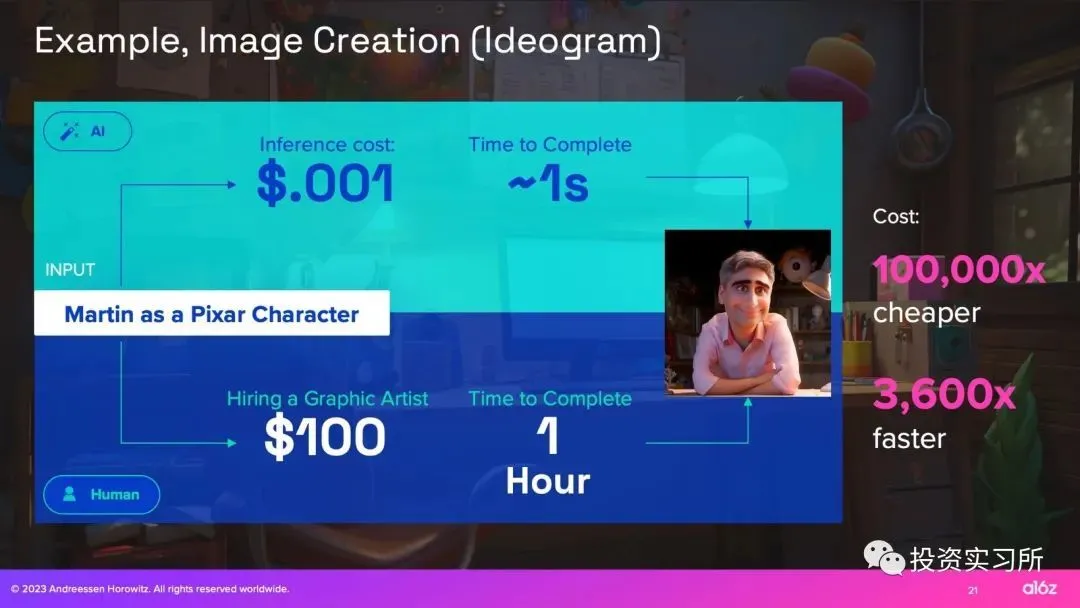 Example, Image Creation (Ideogram)
AI
Inference cost:
$.001
Time to Complete
~1s
INPUT
Martin as a Pixar Character
Hiring a Graphic Artist
$100
Time to Complete
1
Hour
Human
Cost:
100,000x
cheaper
3,600x
faster
投资实习所
© 2023 Andreessen Horowitz. All rights reserved worldwide.
21
a16z